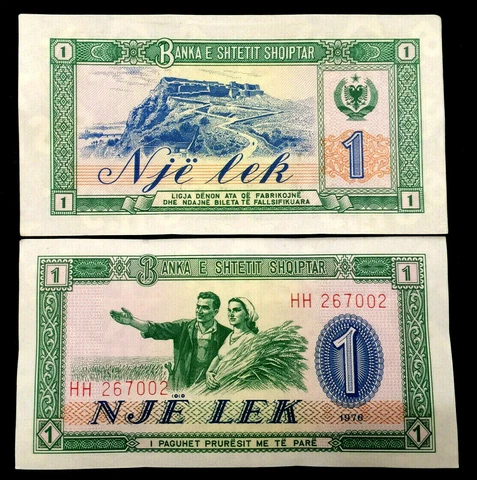 1 BANKA E SHTETIT SHQIPTAR 1
Një lek 1
LIGJA DËNON ATA QË FABRIKOJNË
DHE NDAJNË BILETA TË FALLSIFIKUARA
1 1
1 BANKA E SHTETIT SHQIPTAR 1
HH 267002
1
HH 267002
NJË LEK 1976
1 I PAGUHET PRURËSIT ME TË PARË 1